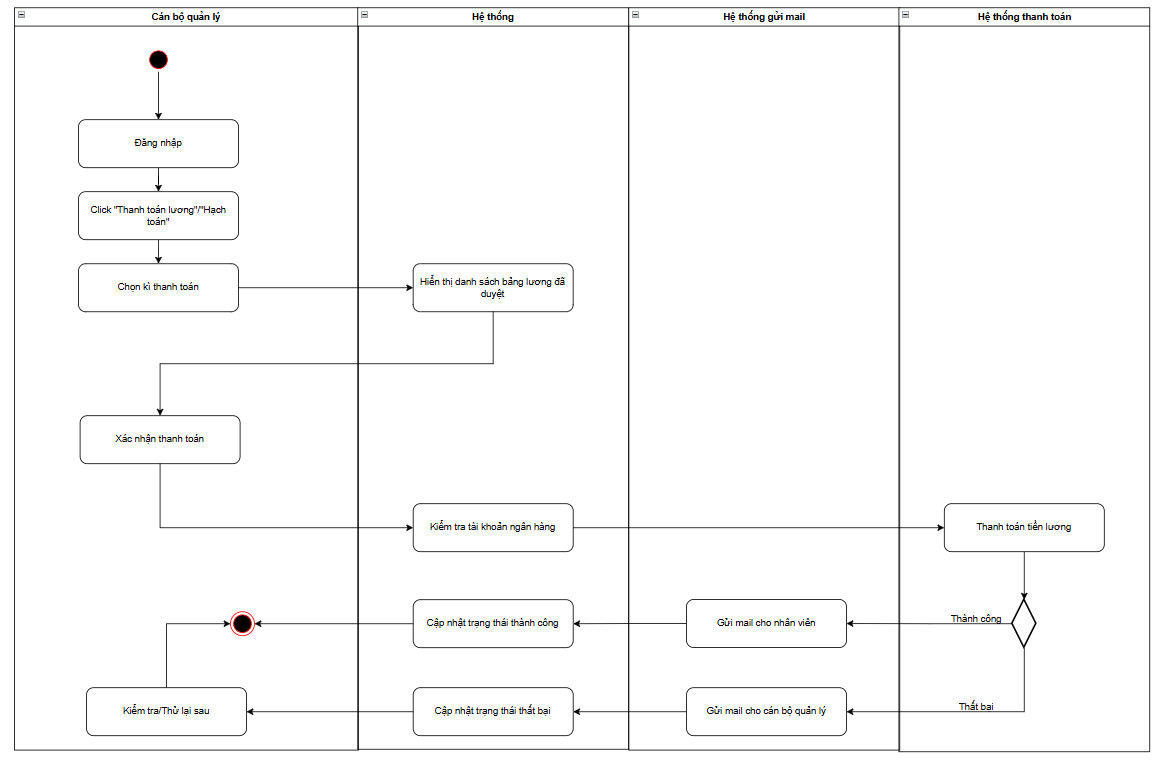 Cán bộ quản lý
Hệ thống
Hệ thống gửi mail
Hệ thống thanh toán
Đăng nhập
Click "Thanh toán lương"/"Hạch
toán"
Chọn kì thanh toán
Hiển thị danh sách bảng lương đã
duyệt
Xác nhận thanh toán
Kiểm tra tài khoản ngân hàng
Thanh toán tiền lương
Cập nhật trạng thái thành công
Gửi mail cho nhân viên
Thành công
Kiểm tra/Thử lại sau
Cập nhật trạng thái thất bại
Gửi mail cho cán bộ quản lý
Thất bại